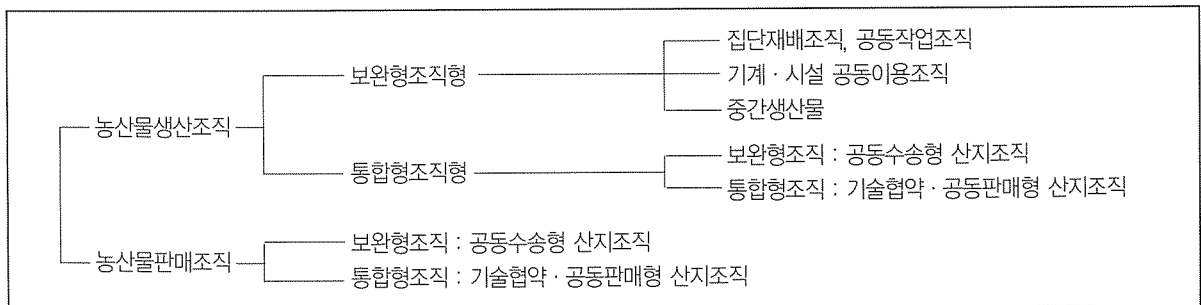 집단재배조직, 공동작업조직
보완형조직형
기계 · 시설 공동이용조직
중간생산물
농산물생산조직
보완형조직 : 공동수송형 산지조직
통합형조직형
통합형조직 : 기술협약 · 공동판매형 산지조직
보완형조직 : 공동수송형 산지조직
농산물판매조직
통합형조직 : 기술협약 · 공동판매형 산지조직